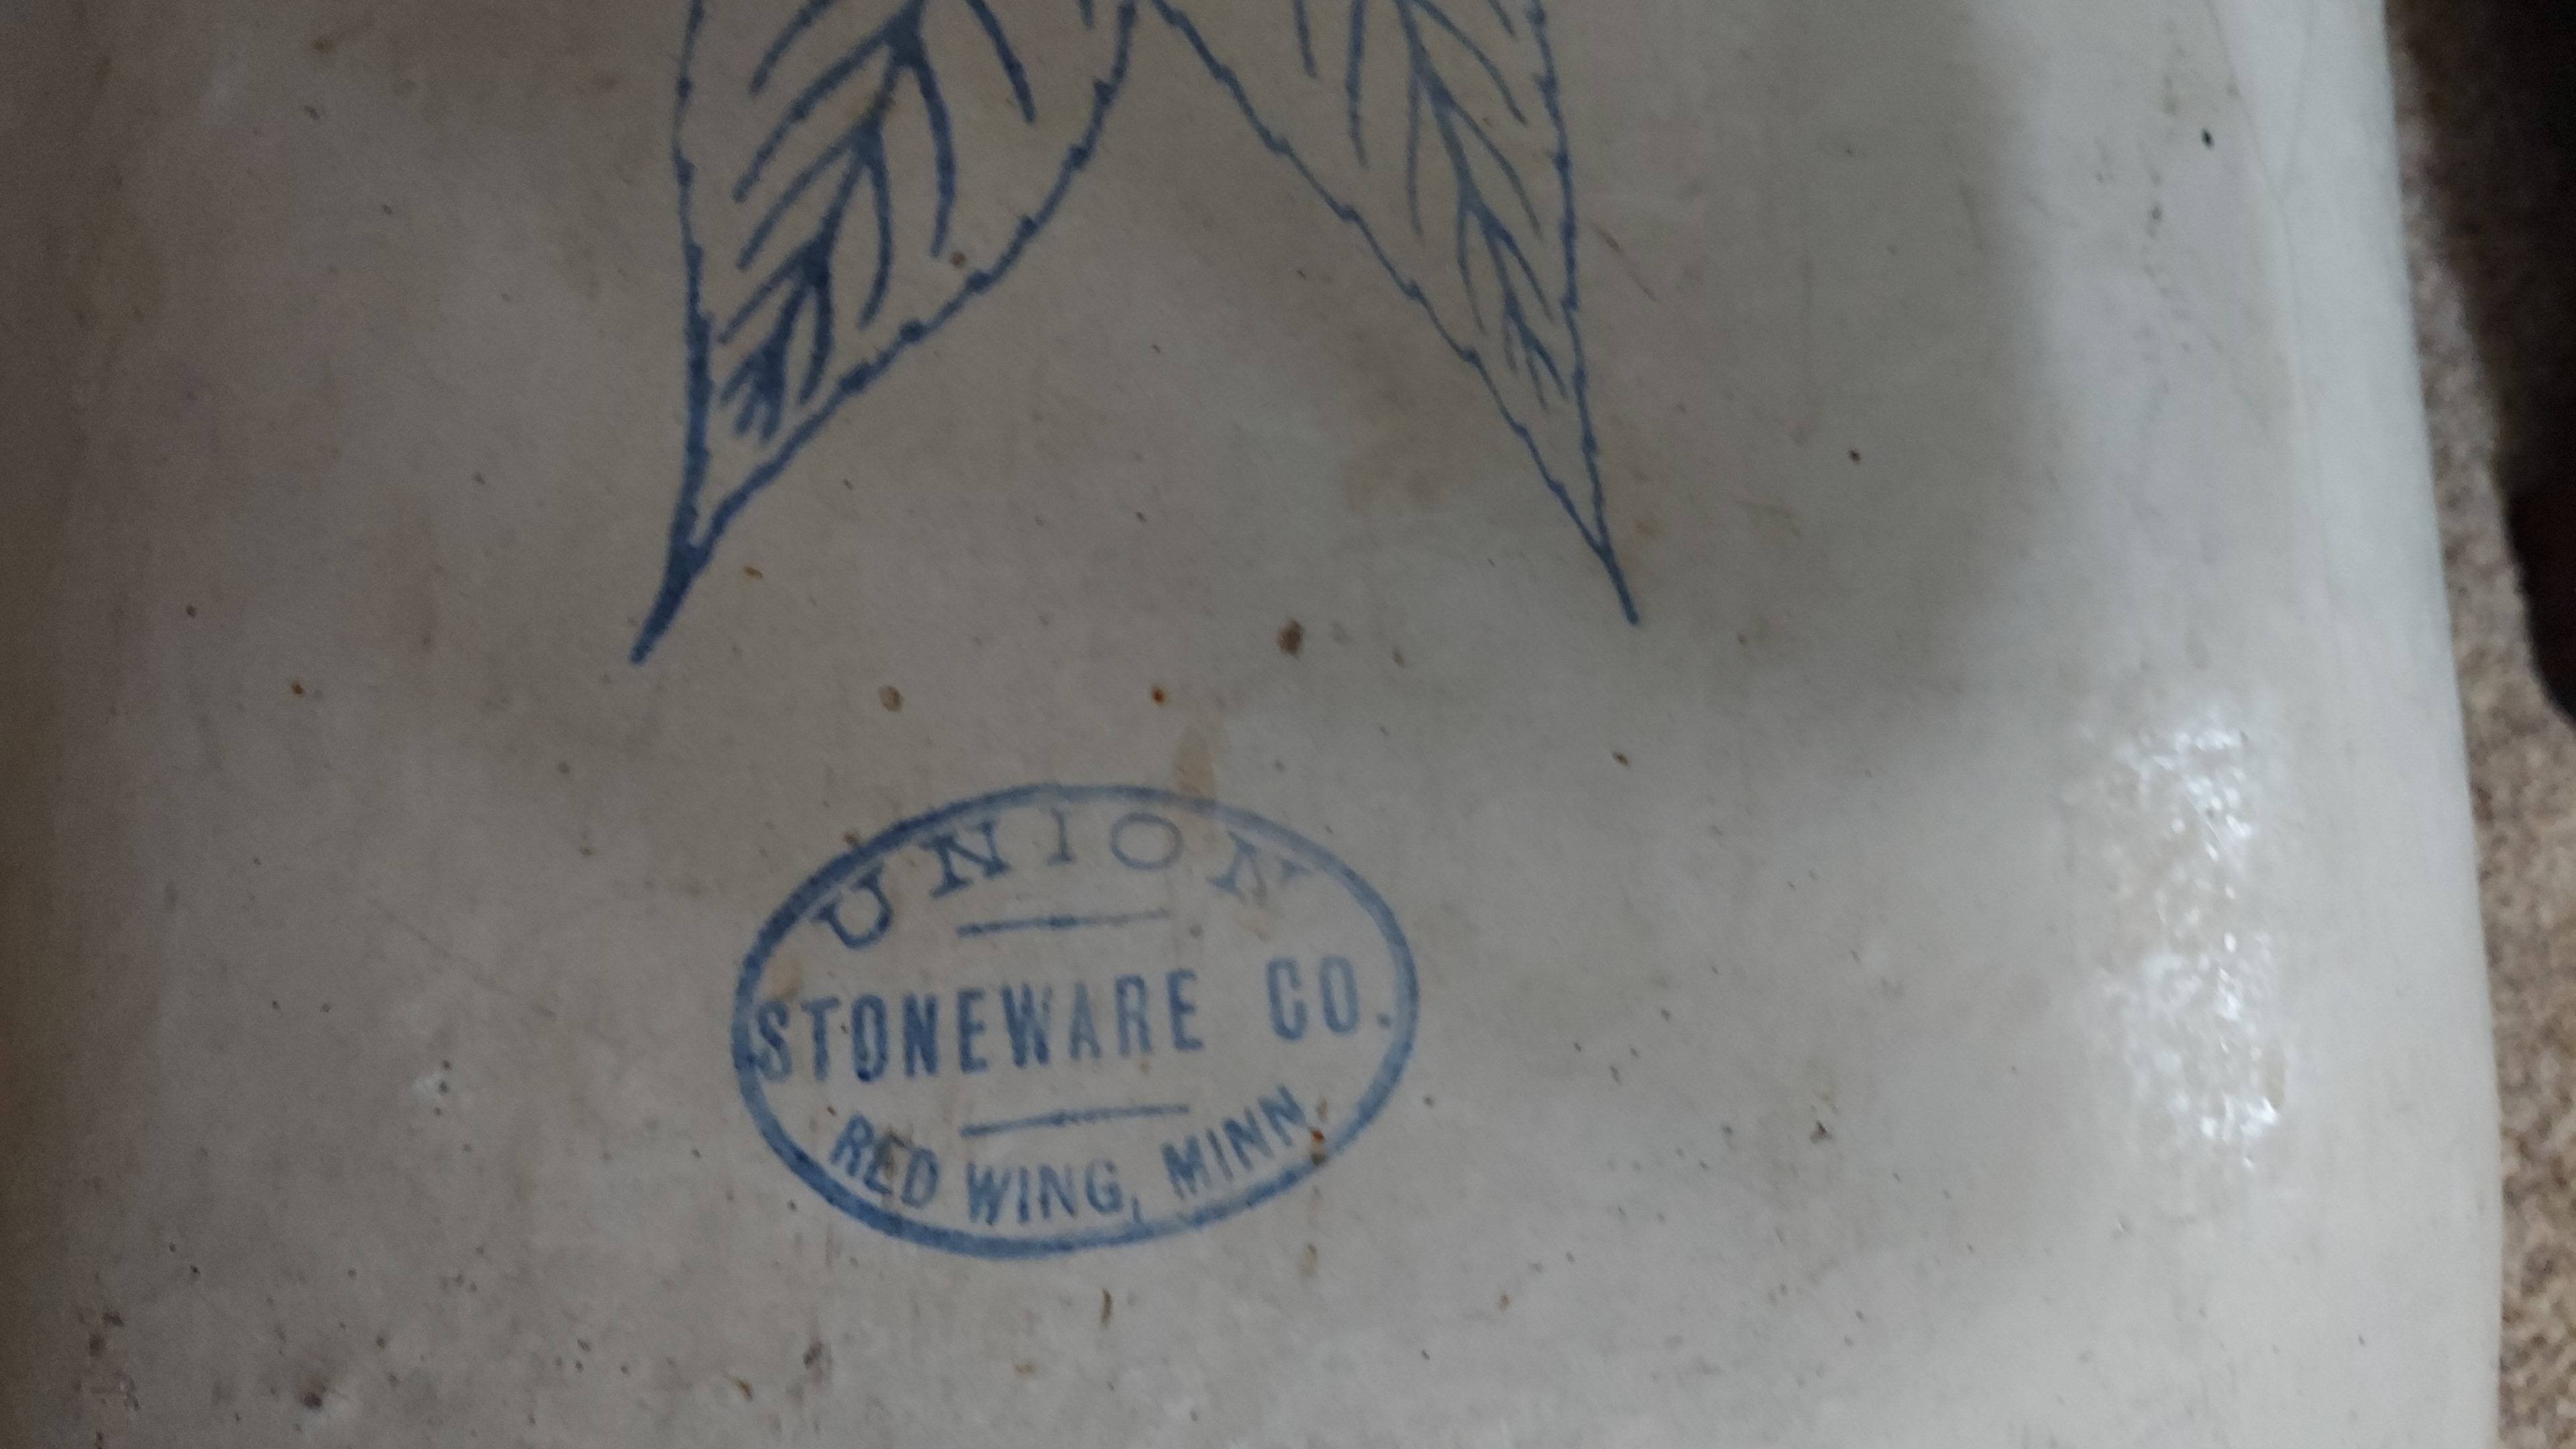 UNION
STONEWARE CO.
RED WING, MINN.